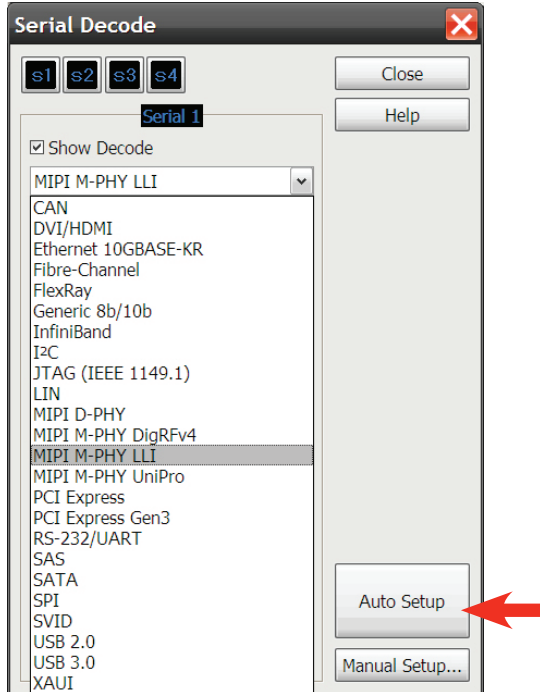 Serial Decode
s1 s2 s3 s4
Close
Serial 1
Help
Show Decode
MIPI M-PHY LLI
CAN
DVI/HDMI
Ethernet 10GBASE-KR
Fibre-Channel
FlexRay
Generic 8b/10b
InfiniBand
I²C
JTAG (IEEE 1149.1)
LIN
MIPI D-PHY
MIPI M-PHY DigRFv4
MIPI M-PHY LLI
MIPI M-PHY UniPro
PCI Express
PCI Express Gen3
RS-232/UART
SAS
SATA
SPI
SVID
USB 2.0
USB 3.0
XAUI
Auto Setup
Manual Setup...